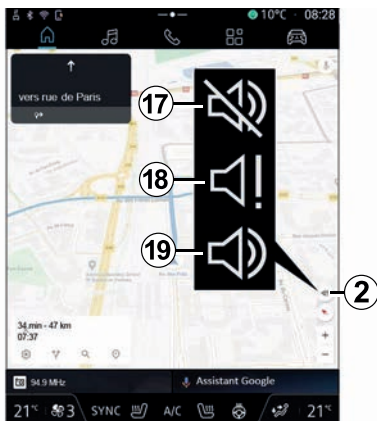 10°C 08:28
vers rue de Paris
17
18
19
2
34 min - 47 km
07:37
94.9 MHz
Assistant Google
21°C 3 SYNC A/C 21°C